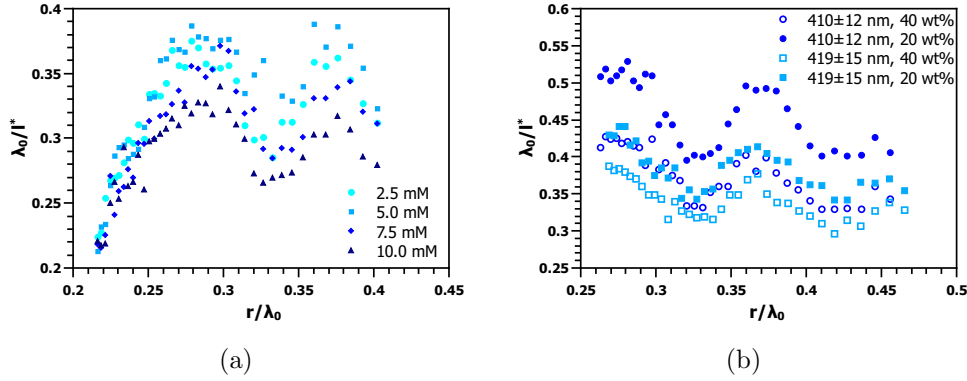 0.4
0.35
0.3
0.25
0.2
λ₀/l*
0.2
0.25
0.3
0.35
0.4
0.45
r/λ₀
2.5 mM
5.0 mM
7.5 mM
10.0 mM
(a)
0.6
0.55
0.5
0.45
0.4
0.35
0.3
0.25
λ₀/l*
0.25
0.3
0.35
0.4
0.45
0.5
r/λ₀
410±12 nm, 40 wt%
410±12 nm, 20 wt%
419±15 nm, 40 wt%
419±15 nm, 20 wt%
(b)